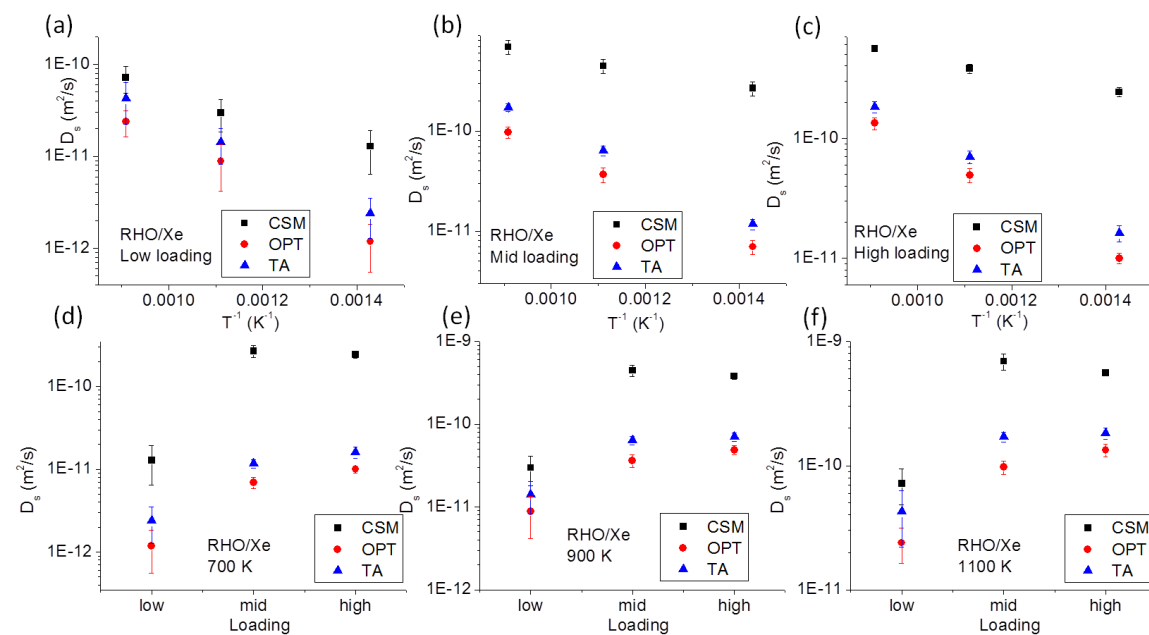 (a)
D_s (m²/s)
1E-10
1E-11
1E-12
RHO/Xe
Low loading
CSM
OPT
TA
0.0010
0.0012
0.0014
T⁻¹ (K⁻¹)
(b)
D_s (m²/s)
1E-10
1E-11
RHO/Xe
Mid loading
CSM
OPT
TA
0.0010
0.0012
0.0014
T⁻¹ (K⁻¹)
(c)
D_s (m²/s)
1E-10
1E-11
RHO/Xe
High loading
CSM
OPT
TA
0.0010
0.0012
0.0014
T⁻¹ (K⁻¹)
(d)
D_s (m²/s)
1E-10
1E-11
1E-12
RHO/Xe
700 K
CSM
OPT
TA
low
mid
high
Loading
(e)
D_s (m²/s)
1E-9
1E-10
1E-11
1E-12
RHO/Xe
900 K
CSM
OPT
TA
low
mid
high
Loading
(f)
D_s (m²/s)
1E-9
1E-10
1E-11
RHO/Xe
1100 K
CSM
OPT
TA
low
mid
high
Loading